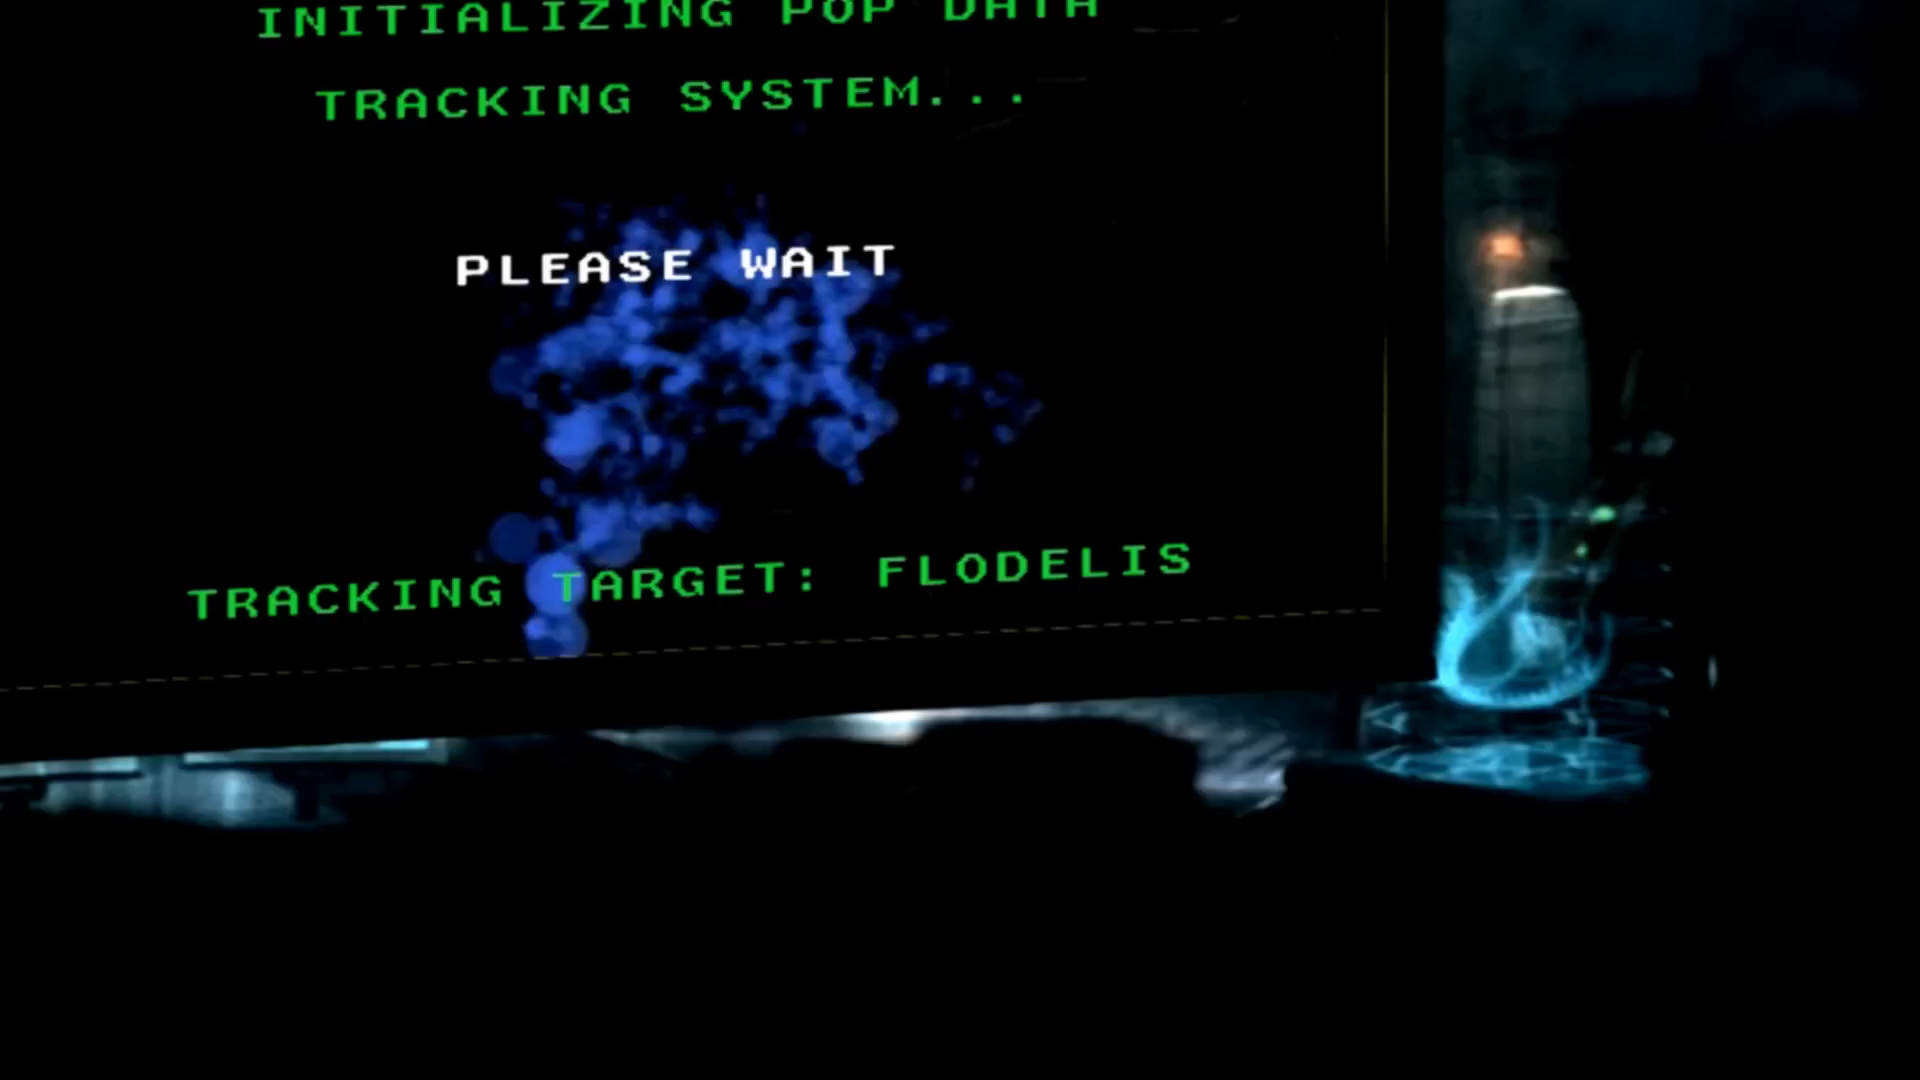 INITIALIZING POP DATA
TRACKING SYSTEM...
PLEASE WAIT
TRACKING TARGET: FLODELIS